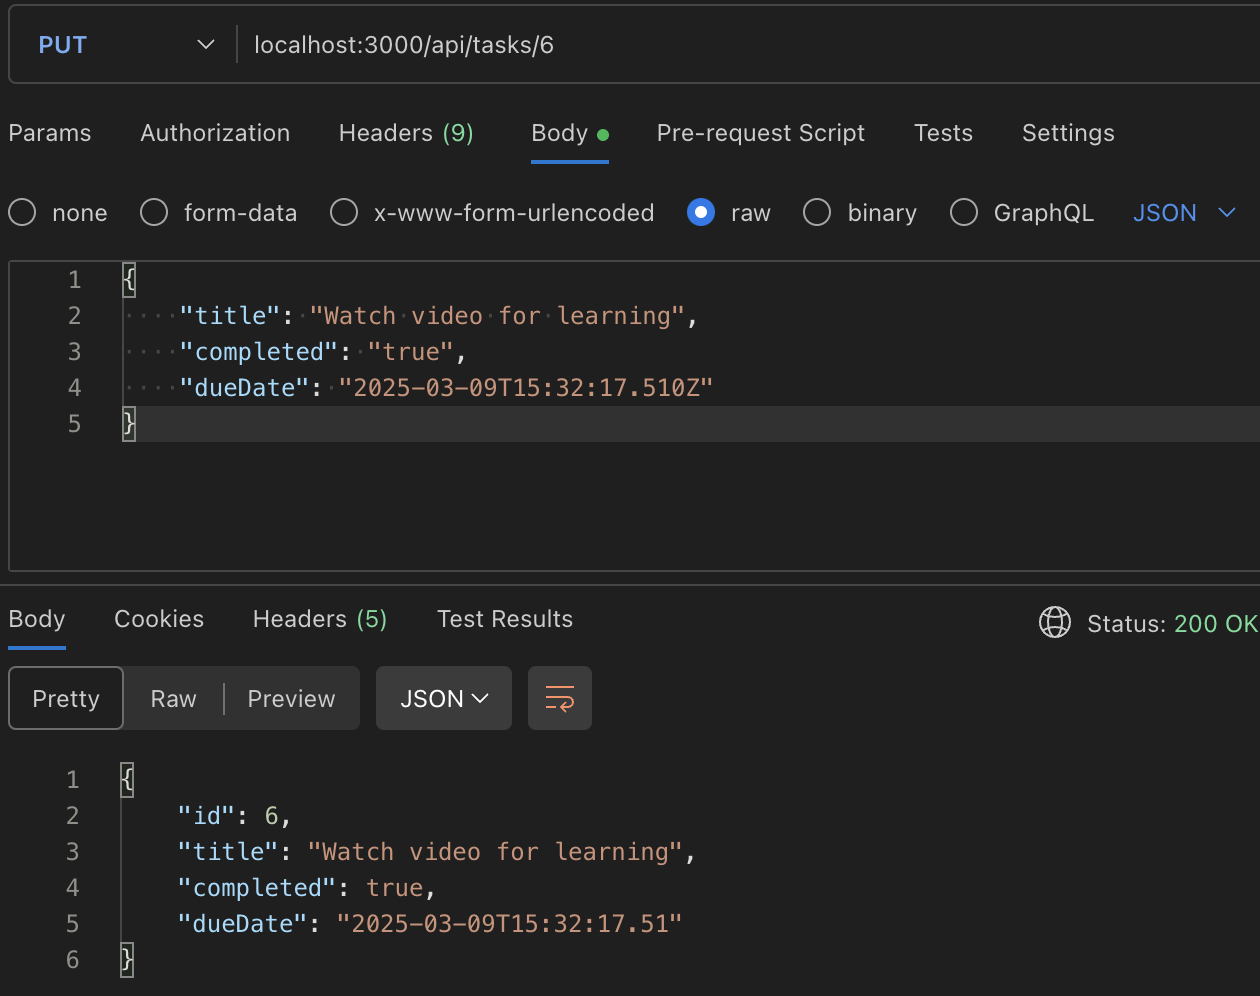 PUT localhost:3000/api/tasks/6
Params Authorization Headers (9) Body Pre-request Script Tests Settings
none form-data x-www-form-urlencoded raw binary GraphQL JSON
1 {
2 "title": "Watch video for learning",
3 "completed": "true",
4 "dueDate": "2025-03-09T15:32:17.510Z"
5 }
Body Cookies Headers (5) Test Results Status: 200 OK
Pretty Raw Preview JSON
1 {
2 "id": 6,
3 "title": "Watch video for learning",
4 "completed": true,
5 "dueDate": "2025-03-09T15:32:17.51"
6 }